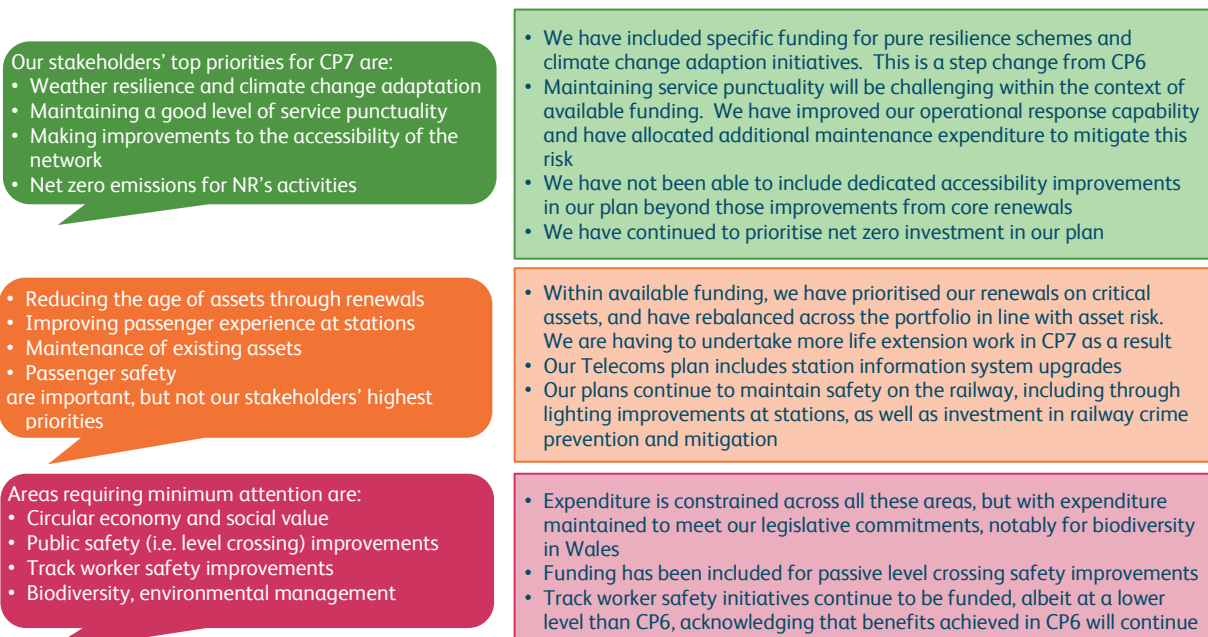 Our stakeholders' top priorities for CP7 are:
• Weather resilience and climate change adaptation
• Maintaining a good level of service punctuality
• Making improvements to the accessibility of the
network
• Net zero emissions for NR's activities
• We have included specific funding for pure resilience schemes and
climate change adaption initiatives.  This is a step change from CP6
• Maintaining service punctuality will be challenging within the context of
available funding.  We have improved our operational response capability
and have allocated additional maintenance expenditure to mitigate this
risk
• We have not been able to include dedicated accessibility improvements
in our plan beyond those improvements from core renewals
• We have continued to prioritise net zero investment in our plan
• Reducing the age of assets through renewals
• Improving passenger experience at stations
• Maintenance of existing assets
• Passenger safety
are important, but not our stakeholders' highest
priorities
• Within available funding, we have prioritised our renewals on critical
assets, and have rebalanced across the portfolio in line with asset risk.
We are having to undertake more life extension work in CP7 as a result
• Our Telecoms plan includes station information system upgrades
• Our plans continue to maintain safety on the railway, including through
lighting improvements at stations, as well as investment in railway crime
prevention and mitigation
Areas requiring minimum attention are:
• Circular economy and social value
• Public safety (i.e. level crossing) improvements
• Track worker safety improvements
• Biodiversity, environmental management
• Expenditure is constrained across all these areas, but with expenditure
maintained to meet our legislative commitments, notably for biodiversity
in Wales
• Funding has been included for passive level crossing safety improvements
• Track worker safety initiatives continue to be funded, albeit at a lower
level than CP6, acknowledging that benefits achieved in CP6 will continue